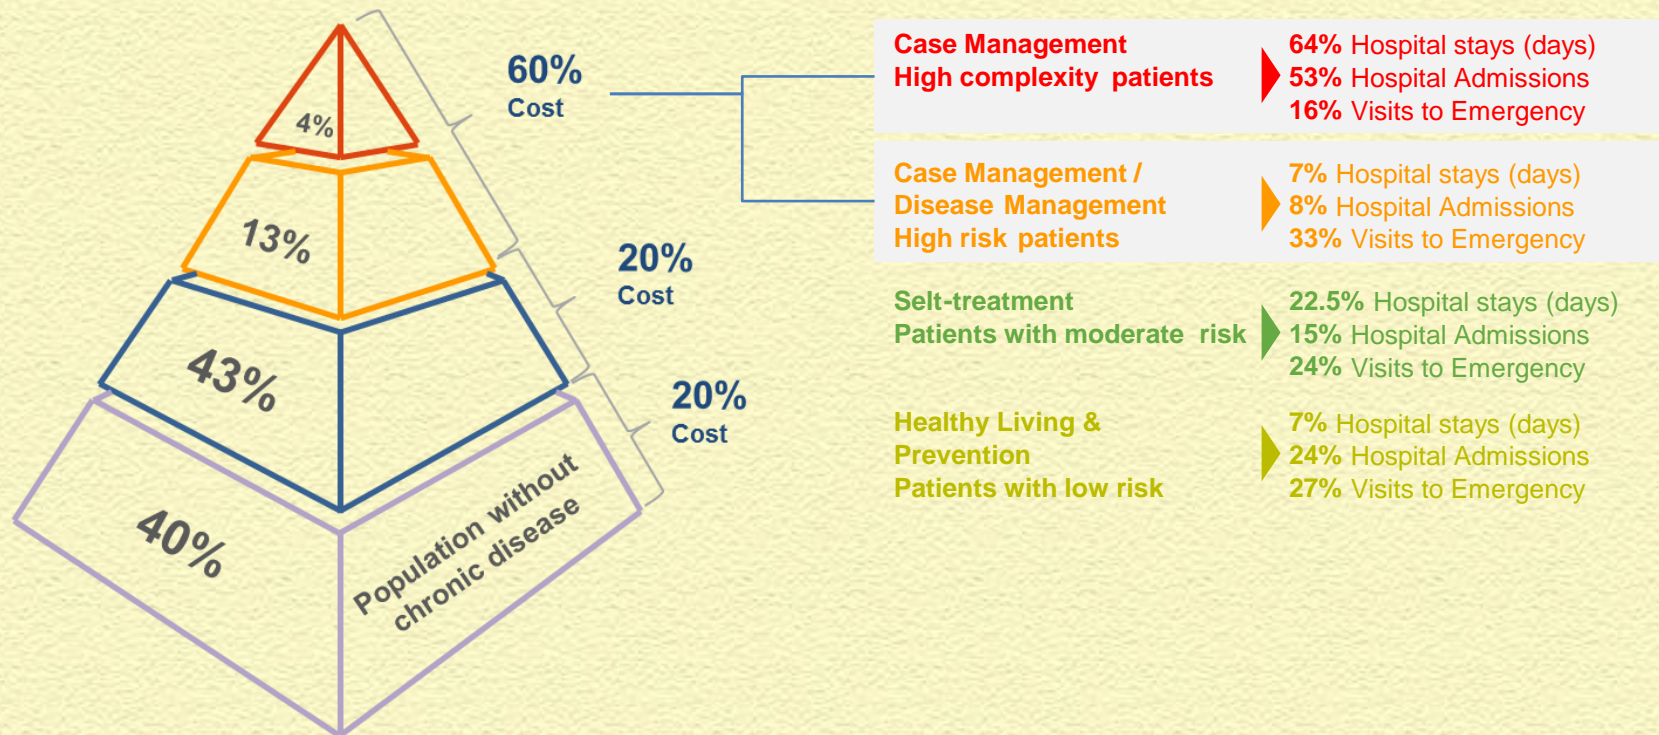 4%
13%
43%
40%
Population without
chronic disease
60%
Cost
20%
Cost
20%
Cost
Case Management
High complexity patients
64% Hospital stays (days)
53% Hospital Admissions
16% Visits to Emergency
Case Management /
Disease Management
High risk patients
7% Hospital stays (days)
8% Hospital Admissions
33% Visits to Emergency
Selt-treatment
Patients with moderate risk
22.5% Hospital stays (days)
15% Hospital Admissions
24% Visits to Emergency
Healthy Living &
Prevention
Patients with low risk
7% Hospital stays (days)
24% Hospital Admissions
27% Visits to Emergency